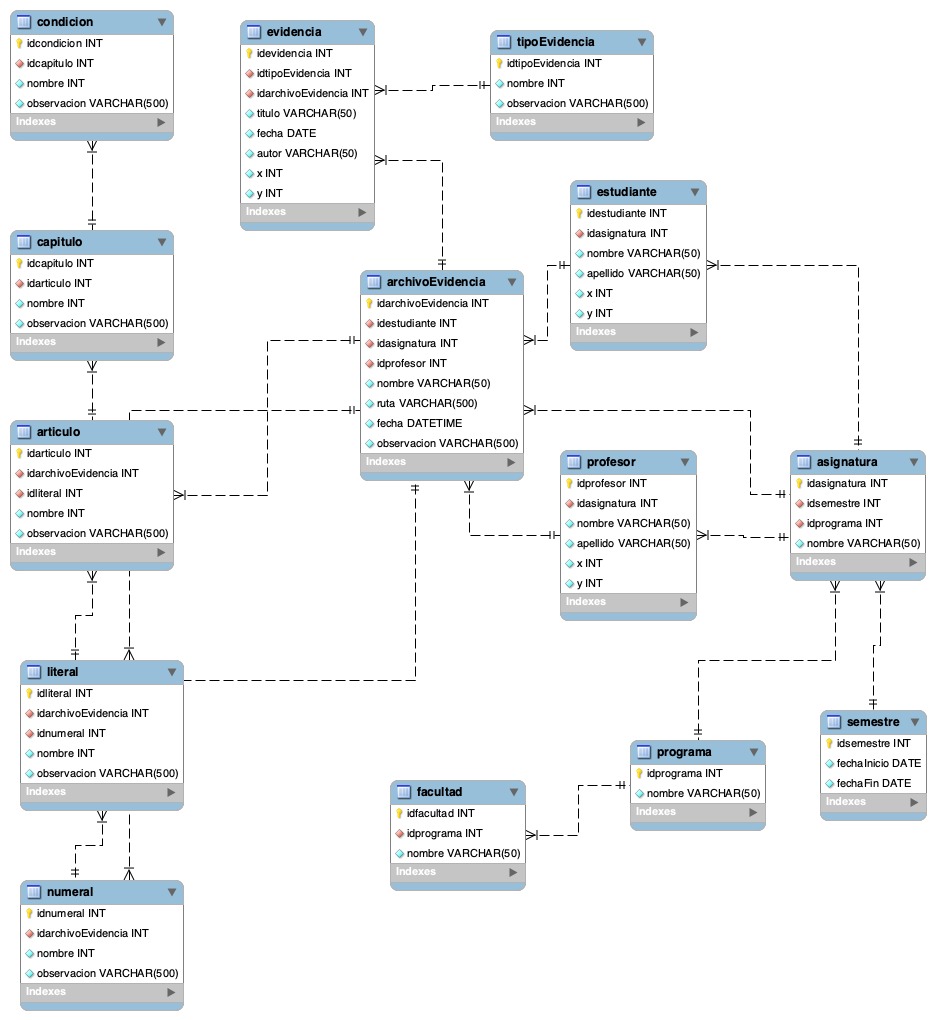 condicion
idcondicion INT
idcapitulo INT
nombre INT
observacion VARCHAR(500)
Indexes
evidencia
idevidencia INT
idtipoEvidencia INT
idarchivoEvidencia INT
titulo VARCHAR(50)
fecha DATE
autor VARCHAR(50)
x INT
y INT
Indexes
tipoEvidencia
idtipoEvidencia INT
nombre INT
observacion VARCHAR(500)
Indexes
estudiante
idestudiante INT
idasignatura INT
nombre VARCHAR(50)
apellido VARCHAR(50)
x INT
y INT
Indexes
capitulo
idcapitulo INT
idarticulo INT
nombre INT
observacion VARCHAR(500)
Indexes
archivoEvidencia
idarchivoEvidencia INT
idestudiante INT
idasignatura INT
idprofesor INT
nombre VARCHAR(50)
ruta VARCHAR(500)
fecha DATETIME
observacion VARCHAR(500)
Indexes
articulo
idarticulo INT
idarchivoEvidencia INT
idliteral INT
nombre INT
observacion VARCHAR(500)
Indexes
profesor
idprofesor INT
idasignatura INT
nombre VARCHAR(50)
apellido VARCHAR(50)
x INT
y INT
Indexes
asignatura
idasignatura INT
idsemestre INT
idprograma INT
nombre VARCHAR(50)
Indexes
literal
idliteral INT
idarchivoEvidencia INT
idnumeral INT
nombre INT
observacion VARCHAR(500)
Indexes
semestre
idsemestre INT
fechaInicio DATE
fechaFin DATE
Indexes
programa
idprograma INT
nombre VARCHAR(50)
Indexes
facultad
idfacultad INT
idprograma INT
nombre VARCHAR(50)
Indexes
numeral
idnumeral INT
idarchivoEvidencia INT
nombre INT
observacion VARCHAR(500)
Indexes